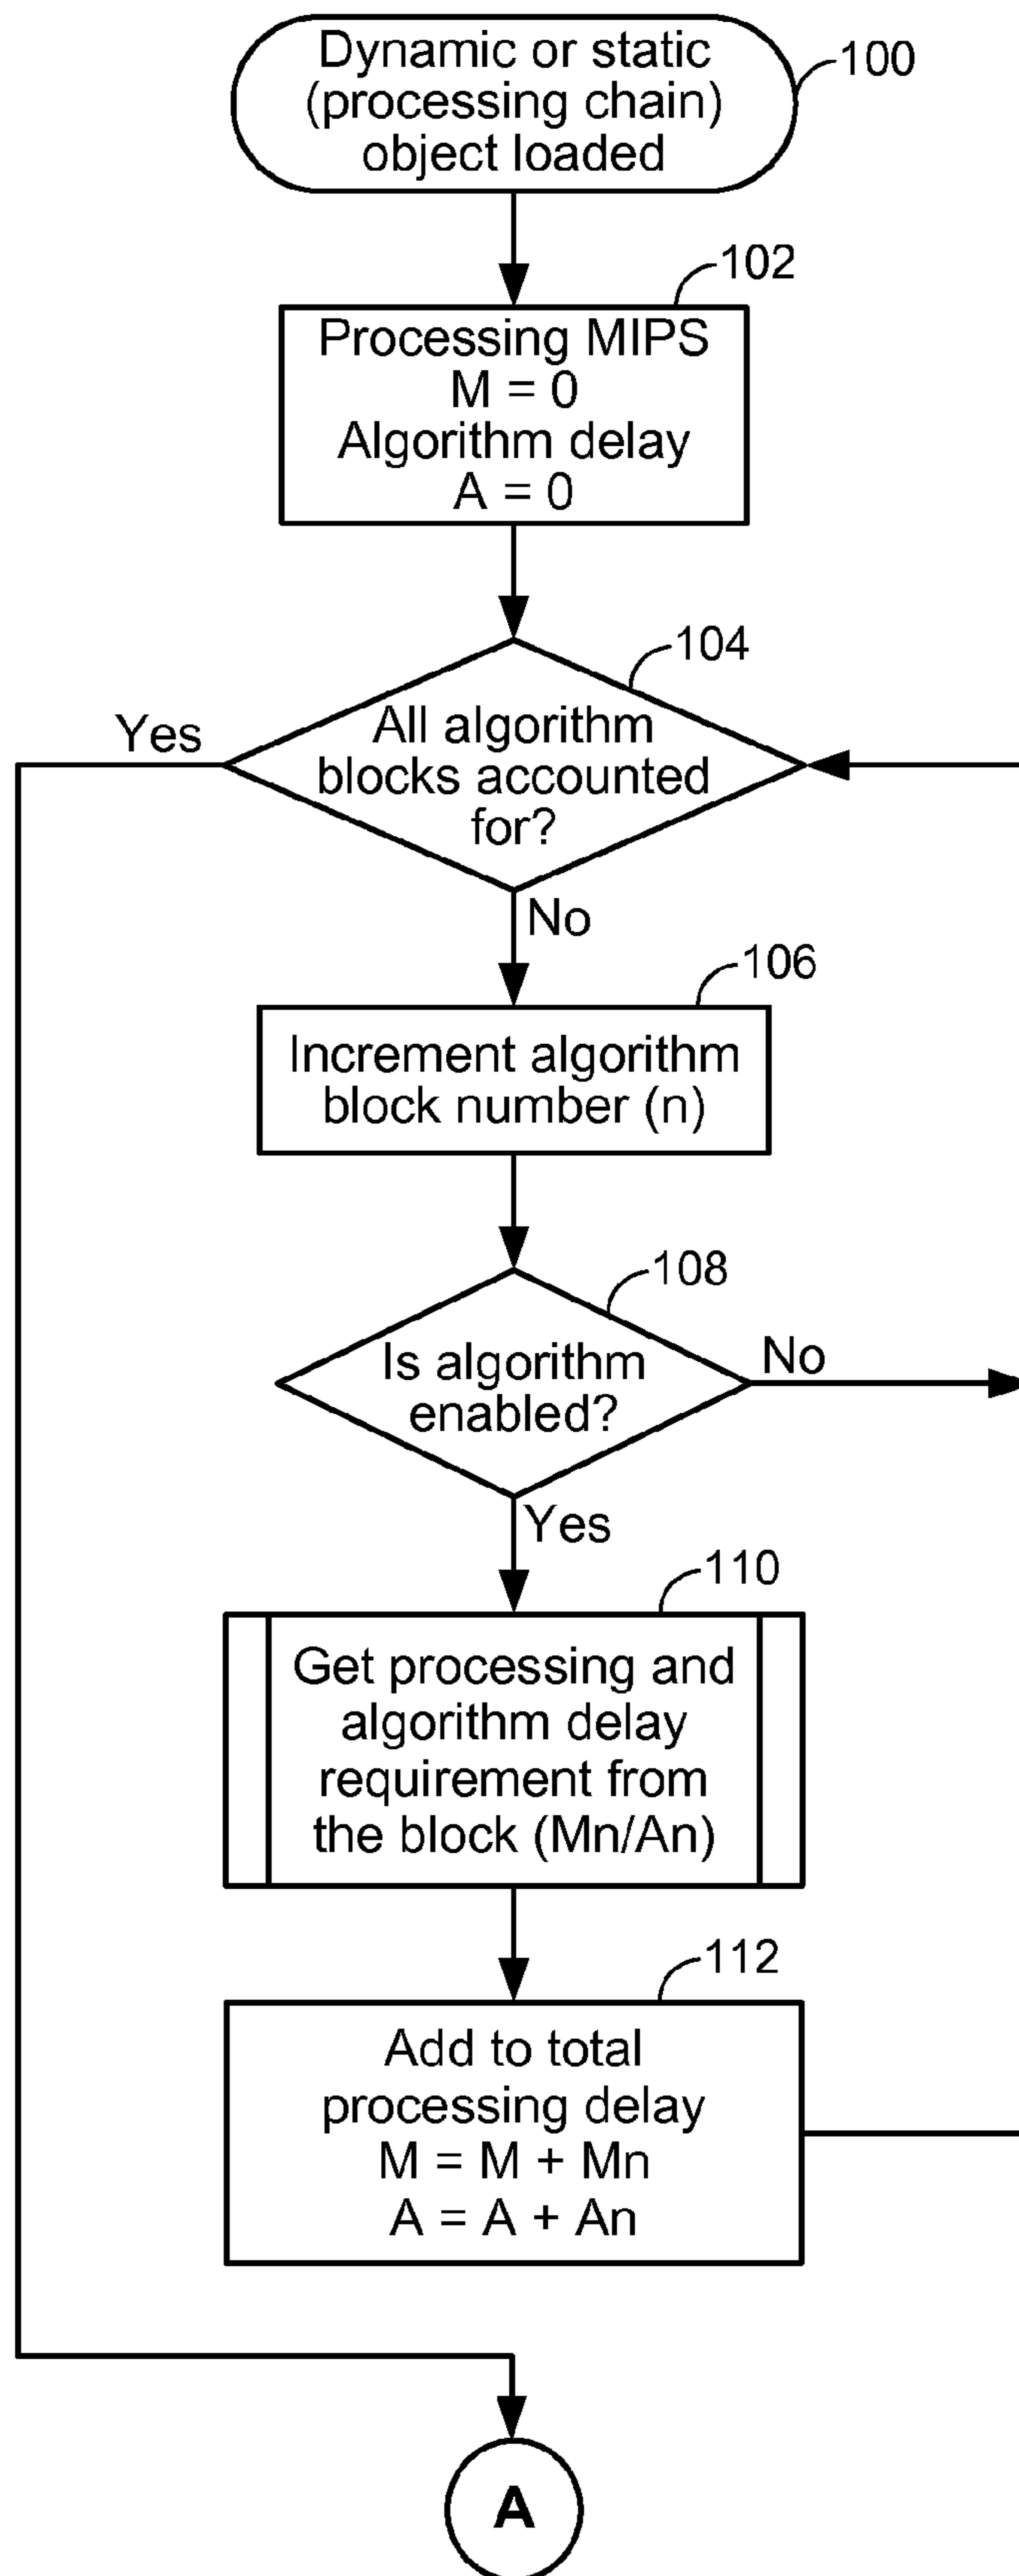 Dynamic or static
(processing chain)
object loaded
100
102
Processing MIPS
M = 0
Algorithm delay
A = 0
104
Yes
All algorithm
blocks accounted
for?
No
106
Increment algorithm
block number (n)
108
Is algorithm
enabled?
No
Yes
110
Get processing and
algorithm delay
requirement from
the block (Mn/An)
112
Add to total
processing delay
M = M + Mn
A = A + An
A